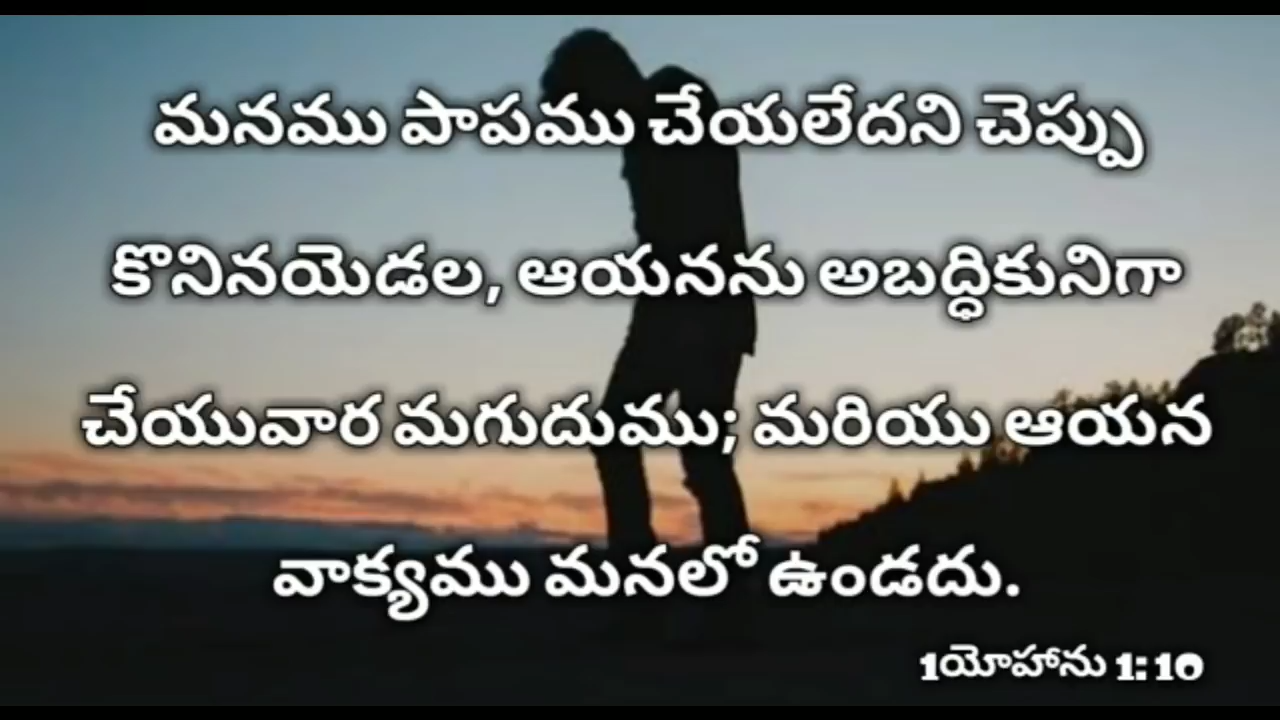 మనము పాపము చేయలేదని చెప్పు
కొనినయెడల, ఆయనను అబద్ధికునిగా
చేయువార మగుదుము; మరియు ఆయన
వాక్యము మనలో ఉండదు.
1యోహాను 1: 10